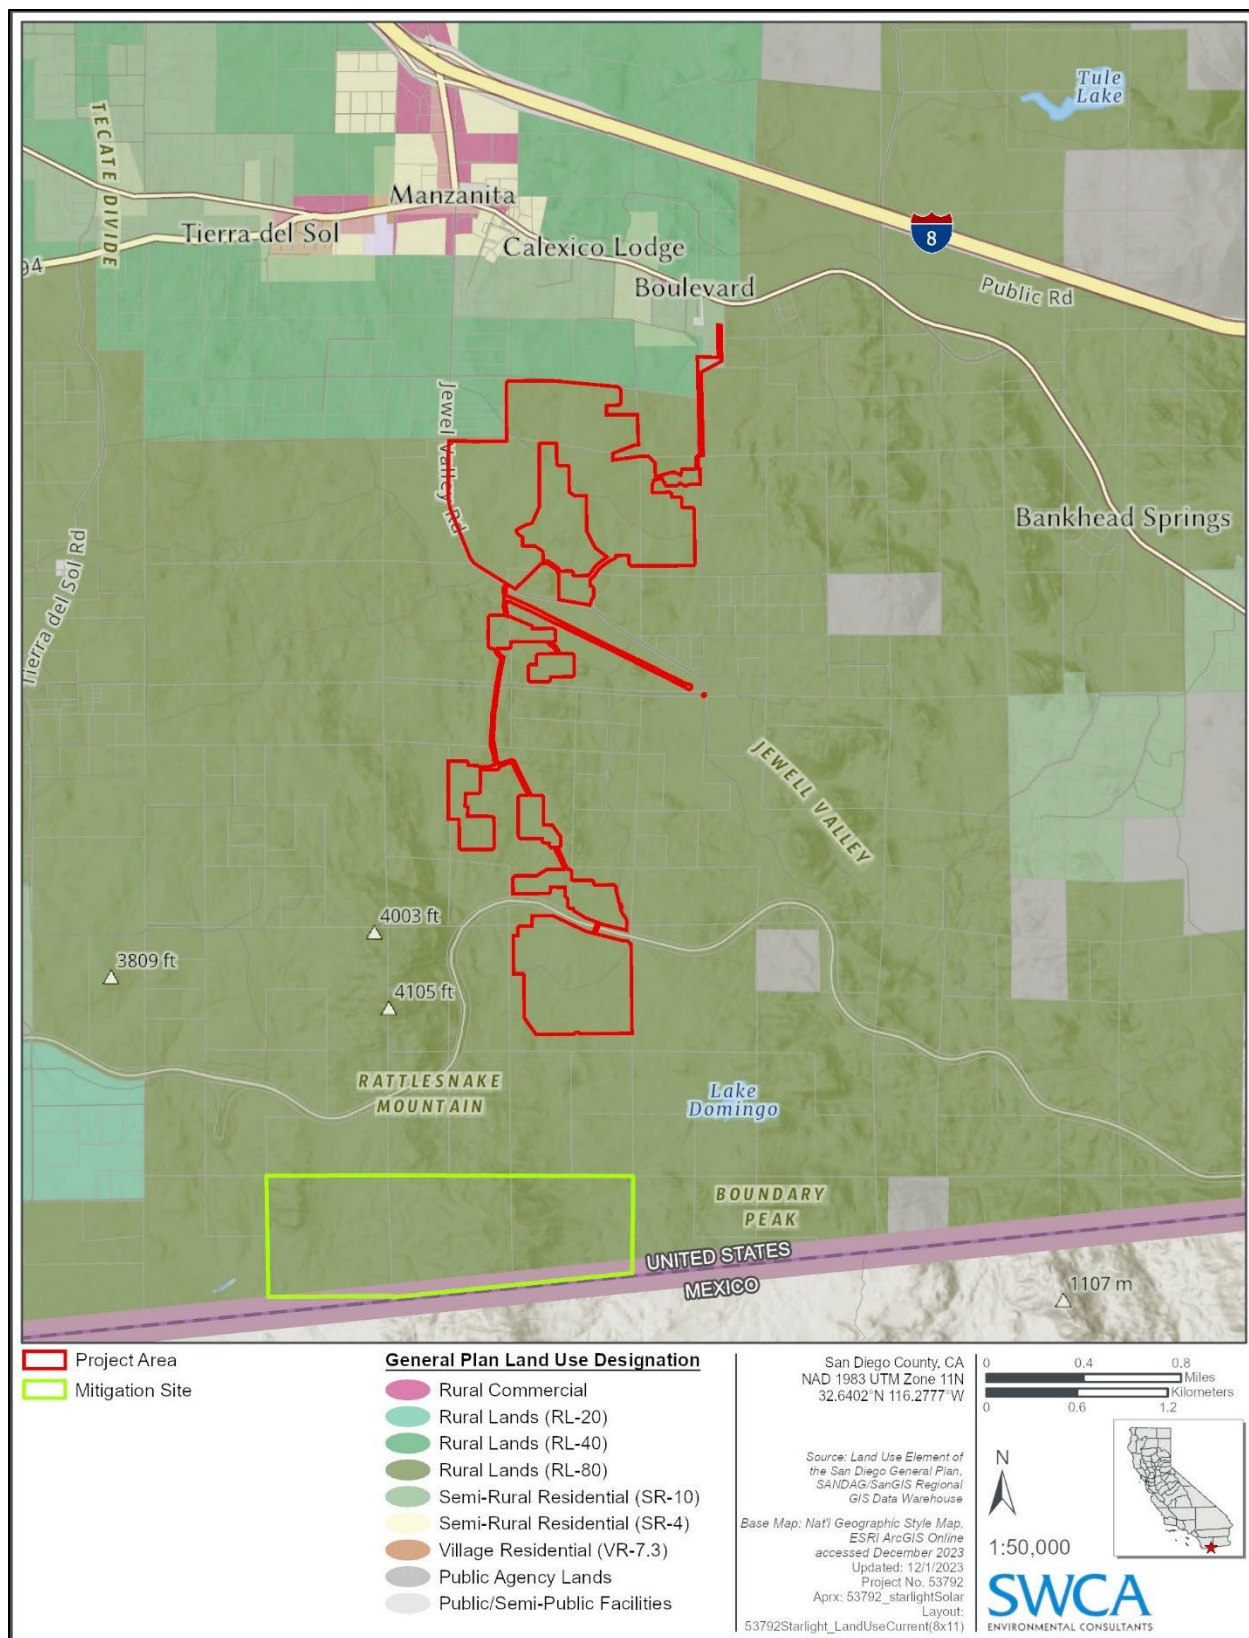 Tule
Lake
TECATE DIVIDE
Manzanita
Tierra del Sol
Calexico Lodge
8
94
Boulevard
Public Rd
Jewel Valley Rd
Bankhead Springs
Tierra del Sol Rd
JEWELL VALLEY
4003 ft
3809 ft
4105 ft
RATTLESNAKE
MOUNTAIN
Lake
Domingo
BOUNDARY
PEAK
UNITED STATES
MEXICO
1107 m
Project Area
Mitigation Site
General Plan Land Use Designation
Rural Commercial
Rural Lands (RL-20)
Rural Lands (RL-40)
Rural Lands (RL-80)
Semi-Rural Residential (SR-10)
Semi-Rural Residential (SR-4)
Village Residential (VR-7.3)
Public Agency Lands
Public/Semi-Public Facilities
San Diego County, CA
NAD 1983 UTM Zone 11N
32.6402°N 116.2777°W
Source: Land Use Element of
the San Diego General Plan,
SANDAG/SanGIS Regional
GIS Data Warehouse
Base Map: Nat'l Geographic Style Map,
ESRI ArcGIS Online
accessed December 2023
Updated: 12/1/2023
Project No. 53792
Aprx: 53792_starlightSolar
Layout:
53792Starlight_LandUseCurrent(8x11)
0 0.4 0.8
Miles
Kilometers
0 0.6 1.2
N
1:50,000
SWCA
ENVIRONMENTAL CONSULTANTS